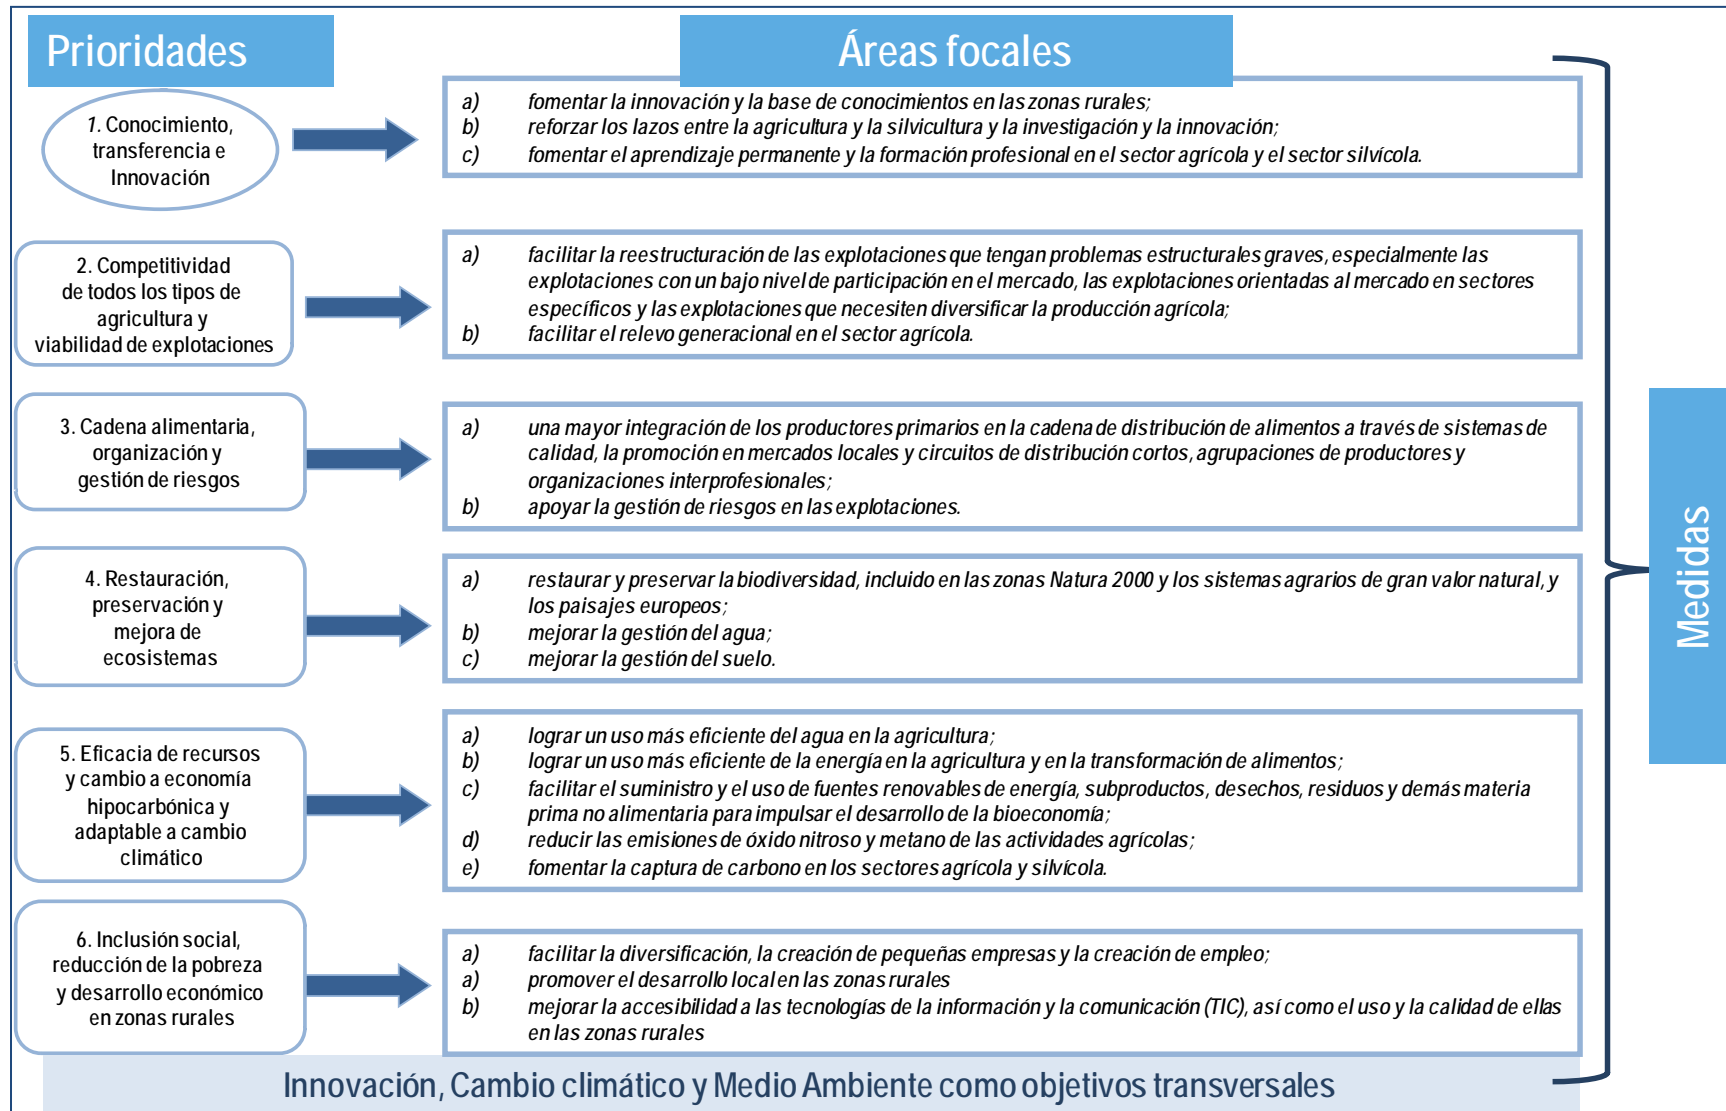 Prioridades
Áreas focales
1. Conocimiento,
transferencia e
Innovación
a) fomentar la innovación y la base de conocimientos en las zonas rurales;
b) reforzar los lazos entre la agricultura y la silvicultura y la investigación y la innovación;
c) fomentar el aprendizaje permanente y la formación profesional en el sector agrícola y el sector silvícola.
2. Competitividad
de todos los tipos de
agricultura y
viabilidad de explotaciones
a) facilitar la reestructuración de las explotaciones que tengan problemas estructurales graves, especialmente las
explotaciones con un bajo nivel de participación en el mercado, las explotaciones orientadas al mercado en sectores
específicos y las explotaciones que necesiten diversificar la producción agrícola;
b) facilitar el relevo generacional en el sector agrícola.
3. Cadena alimentaria,
organización y
gestión de riesgos
a) una mayor integración de los productores primarios en la cadena de distribución de alimentos a través de sistemas de
calidad, la promoción en mercados locales y circuitos de distribución cortos, agrupaciones de productores y
organizaciones interprofesionales;
b) apoyar la gestión de riesgos en las explotaciones.
4. Restauración,
preservación y
mejora de
ecosistemas
a) restaurar y preservar la biodiversidad, incluido en las zonas Natura 2000 y los sistemas agrarios de gran valor natural, y
los paisajes europeos;
b) mejorar la gestión del agua;
c) mejorar la gestión del suelo.
5. Eficacia de recursos
y cambio a economía
hipocarbónica y
adaptable a cambio
climático
a) lograr un uso más eficiente del agua en la agricultura;
b) lograr un uso más eficiente de la energía en la agricultura y en la transformación de alimentos;
c) facilitar el suministro y el uso de fuentes renovables de energía, subproductos, desechos, residuos y demás materia
prima no alimentaria para impulsar el desarrollo de la bioeconomía;
d) reducir las emisiones de óxido nitroso y metano de las actividades agrícolas;
e) fomentar la captura de carbono en los sectores agrícola y silvícola.
6. Inclusión social,
reducción de la pobreza
y desarrollo económico
en zonas rurales
a) facilitar la diversificación, la creación de pequeñas empresas y la creación de empleo;
a) promover el desarrollo local en las zonas rurales
b) mejorar la accesibilidad a las tecnologías de la información y la comunicación (TIC), así como el uso y la calidad de ellas
en las zonas rurales
Medidas
Innovación, Cambio climático y Medio Ambiente como objetivos transversales